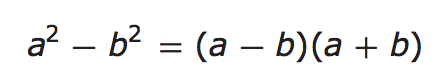 a² – b² = (a – b)(a + b)